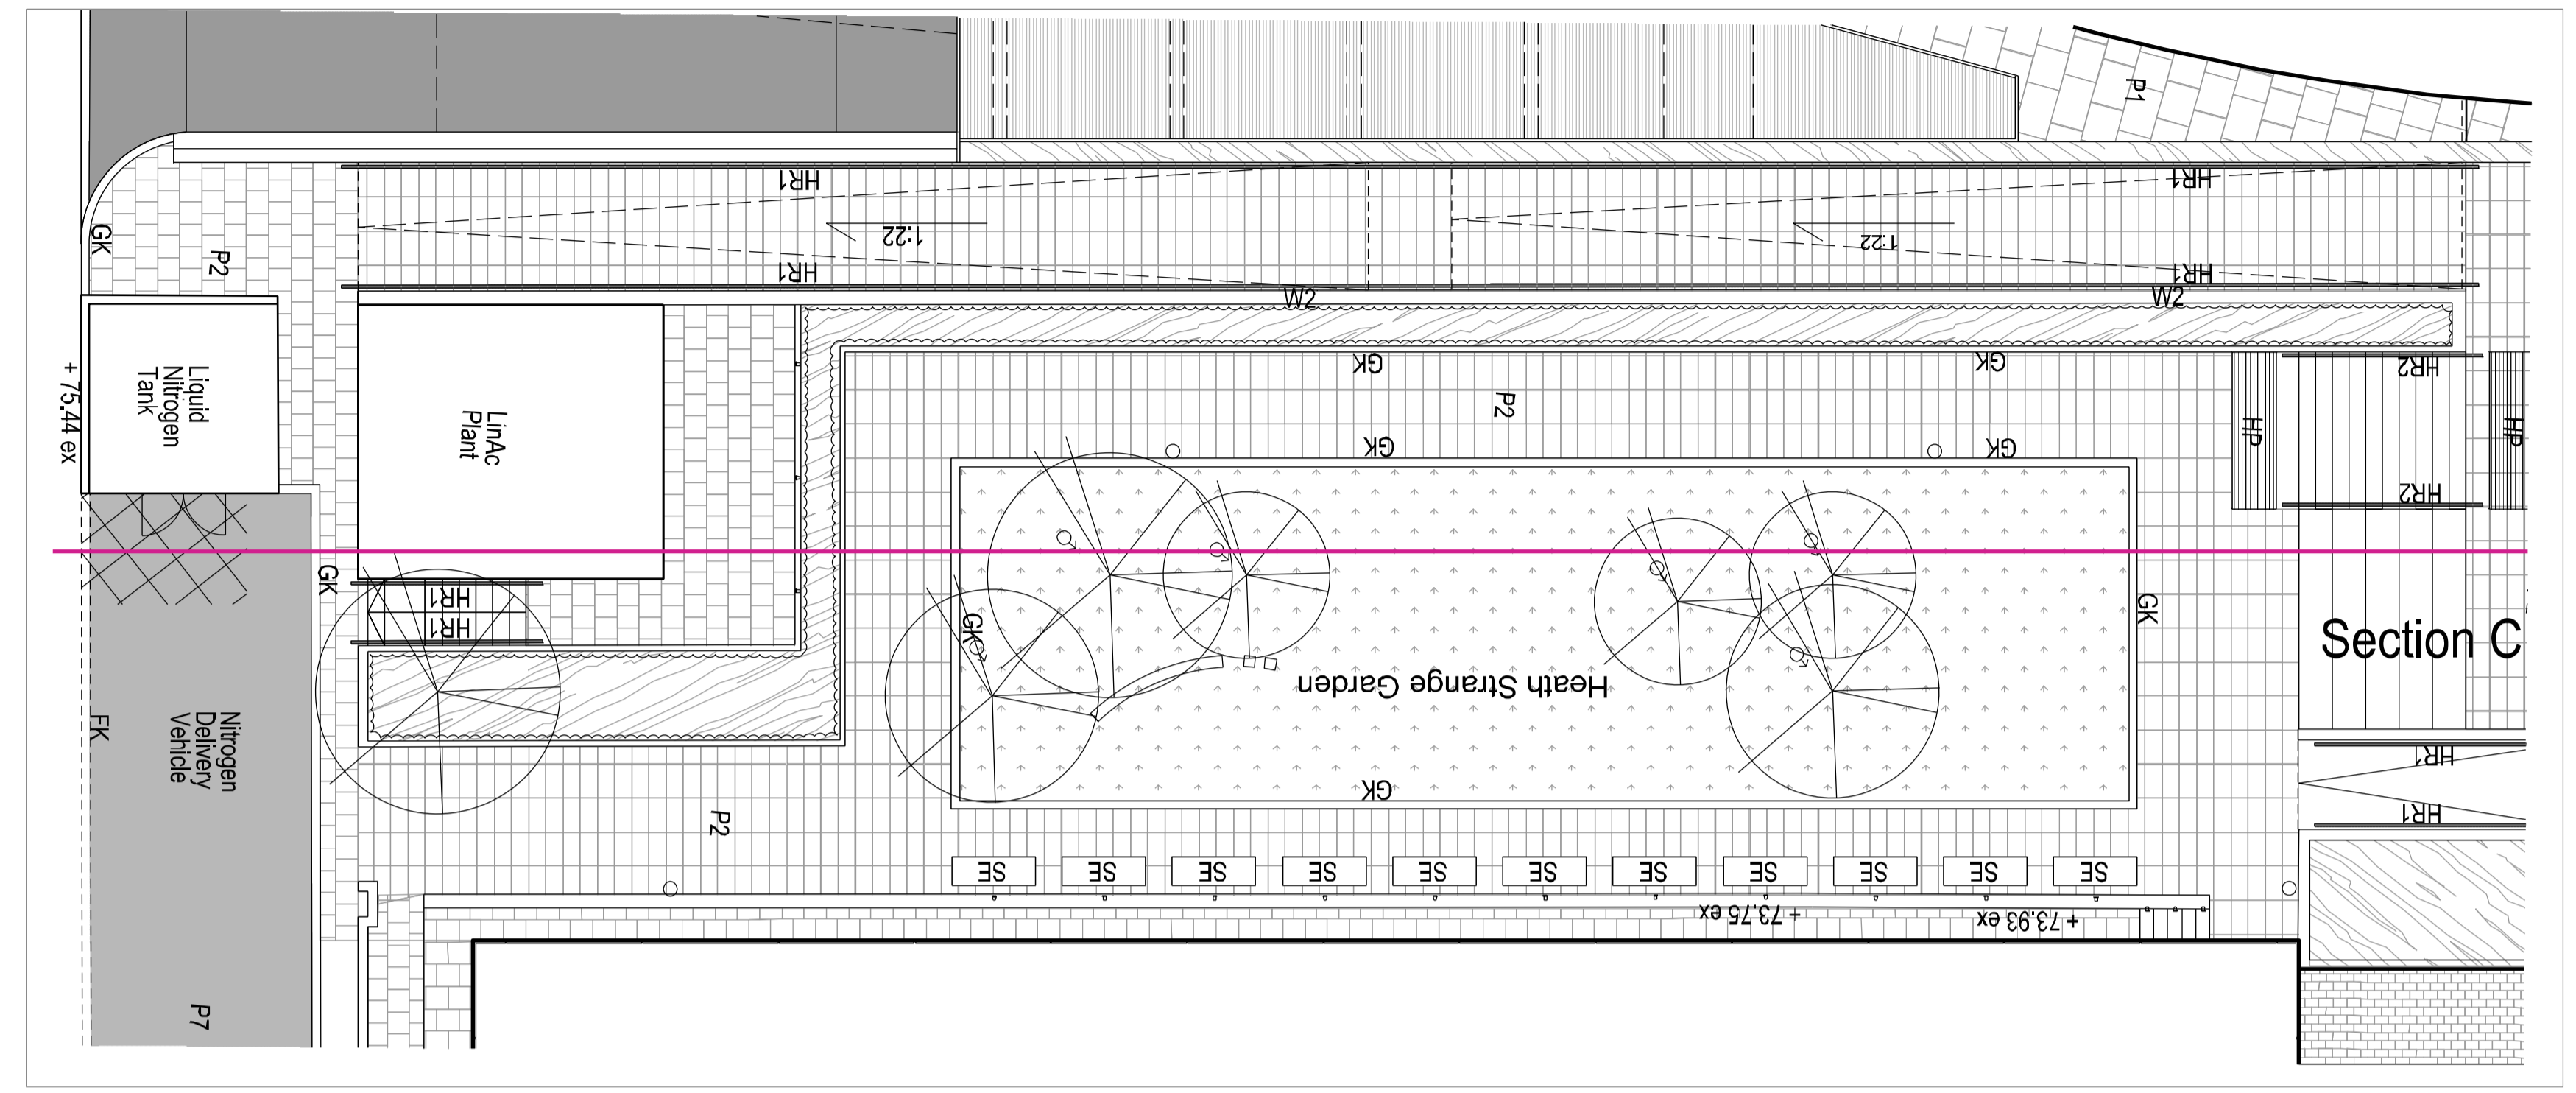 P1
HR1
HR1
GK
P2
1:22
1:22
HR1
HR1
W2
W2
+ 75.44 ex
Liquid
Nitrogen
Tank
LinAc
Plant
GK
GK
HR2
P2
HP
HP
GK
GK
HR2
GK
HR1
HR1
GK
GK
Section C
Heath Strange Garden
FK
Nitrogen
Delivery
Vehicle
HR1
GK
HR1
P2
SE
SE
SE
SE
SE
SE
SE
SE
SE
SE
SE
+ 73.75 ex
+ 73.93 ex
P7